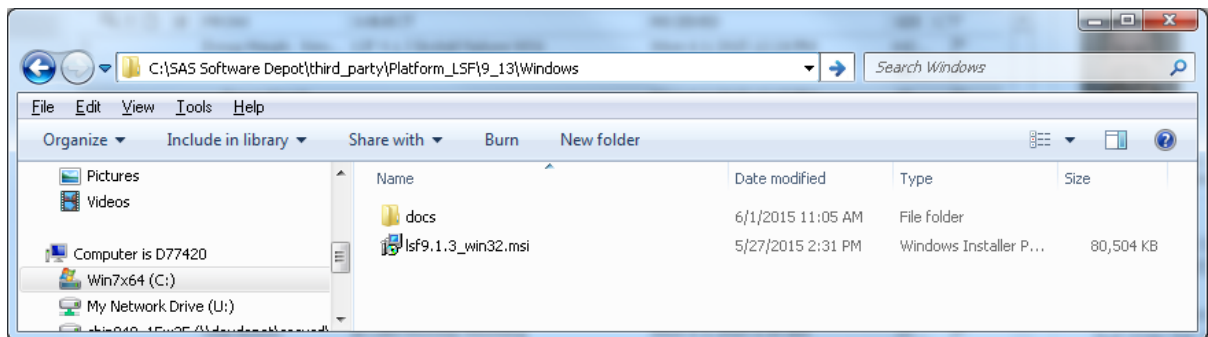 C:\SAS Software Depot\third_party\Platform_LSF\9_13\Windows
Search Windows
File Edit View Tools Help
Organize Include in library Share with Burn New folder
Pictures
Videos
Computer is D77420
Win7x64 (C:)
My Network Drive (U:)
Name Date modified Type Size
docs 6/1/2015 11:05 AM File folder
lsf9.1.3_win32.msi 5/27/2015 2:31 PM Windows Installer P... 80,504 KB